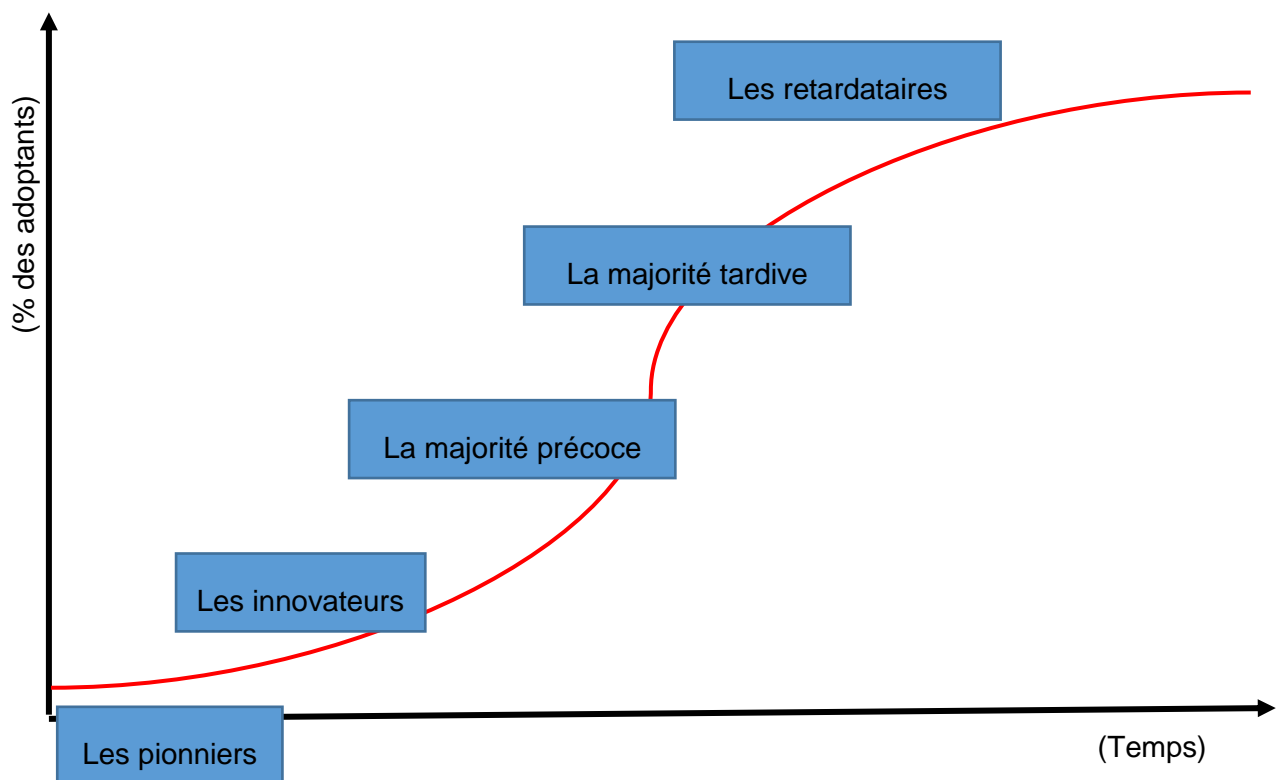 Les retardataires
(% des adoptants)
La majorité tardive
La majorité précoce
Les innovateurs
Les pionniers
(Temps)